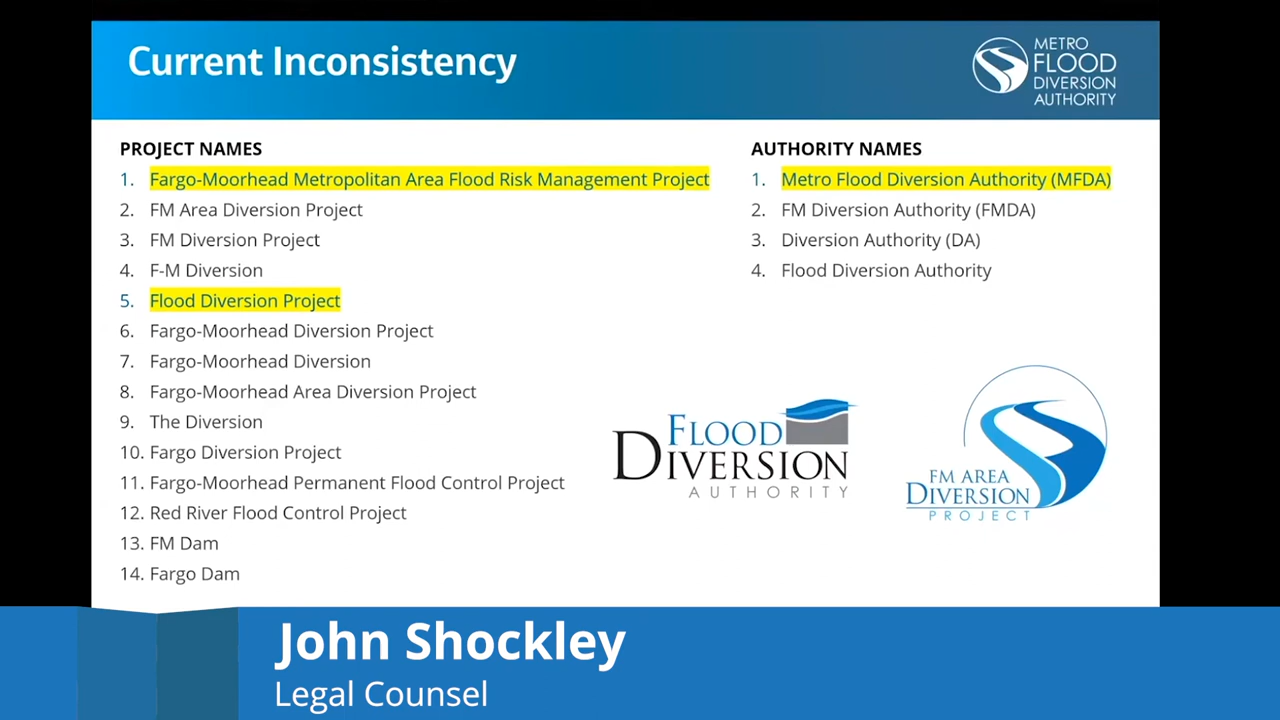 Current Inconsistency
METRO
FLOOD
DIVERSION
AUTHORITY
PROJECT NAMES
1. Fargo-Moorhead Metropolitan Area Flood Risk Management Project
2. FM Area Diversion Project
3. FM Diversion Project
4. F-M Diversion
5. Flood Diversion Project
6. Fargo-Moorhead Diversion Project
7. Fargo-Moorhead Diversion
8. Fargo-Moorhead Area Diversion Project
9. The Diversion
10. Fargo Diversion Project
11. Fargo-Moorhead Permanent Flood Control Project
12. Red River Flood Control Project
13. FM Dam
14. Fargo Dam
AUTHORITY NAMES
1. Metro Flood Diversion Authority (MFDA)
2. FM Diversion Authority (FMDA)
3. Diversion Authority (DA)
4. Flood Diversion Authority
FLOOD
DIVERSION
AUTHORITY
FM AREA
DIVERSION
PROJECT
John Shockley
Legal Counsel